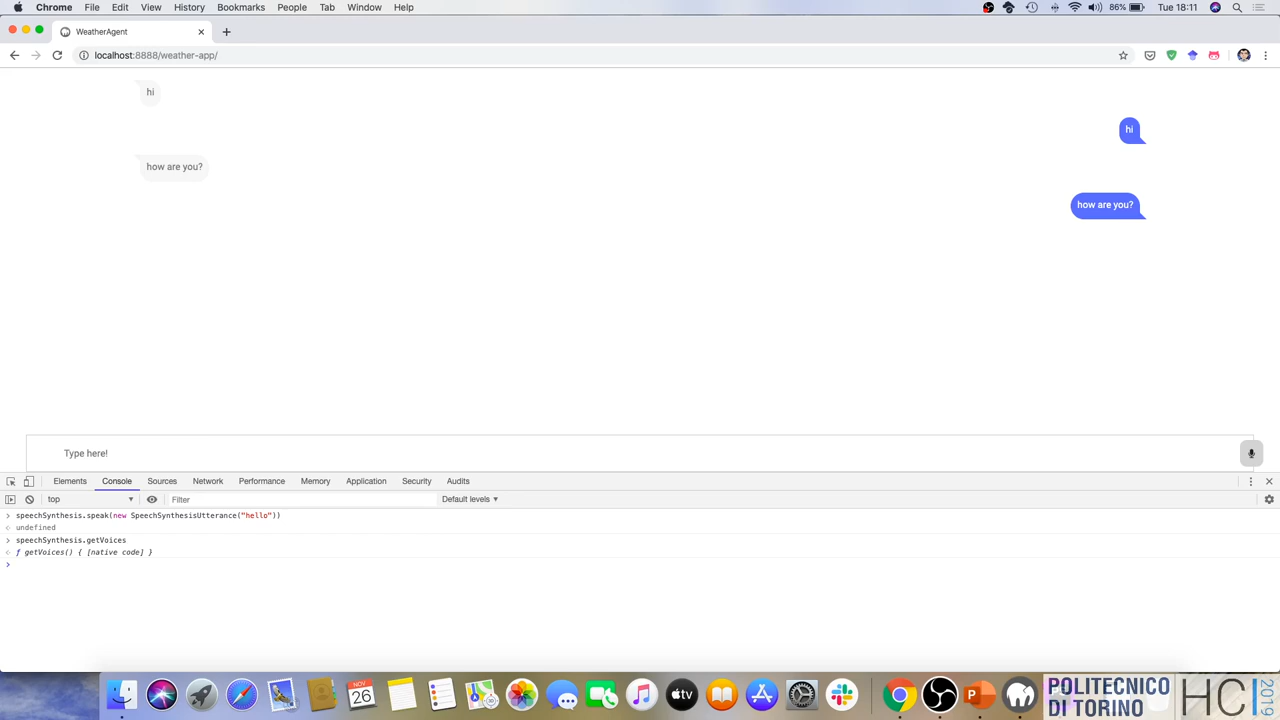 Chrome File Edit View History Bookmarks People Tab Window Help 86% Tue 18:11
WeatherAgent
localhost:8888/weather-app/
hi
hi
how are you?
how are you?
Type here!
Elements Console Sources Network Performance Memory Application Security Audits
top Filter Default levels
speechSynthesis.speak(new SpeechSynthesisUtterance("hello"))
undefined
speechSynthesis.getVoices
ƒ getVoices() { [native code] }
NOV
26
tv
P
POLITECNICO
DI TORINO
HCI
2019